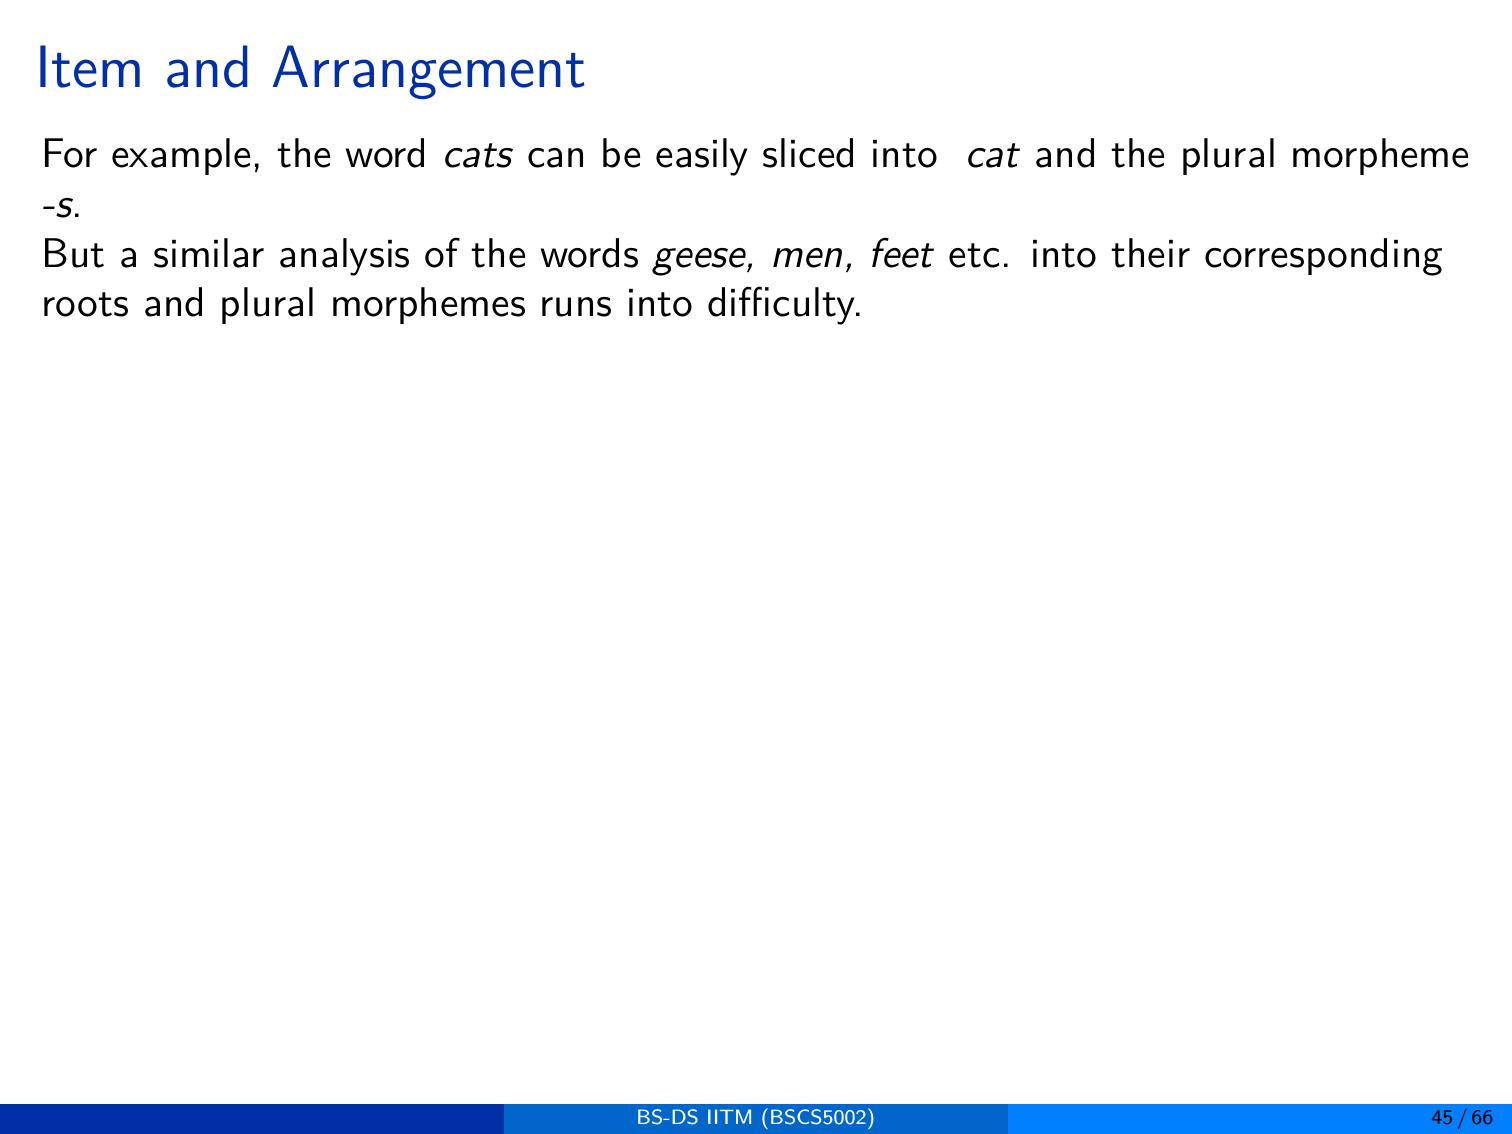 Item and Arrangement
For example, the word cats can be easily sliced into cat and the plural morpheme
-s.
But a similar analysis of the words geese, men, feet etc. into their corresponding
roots and plural morphemes runs into difficulty.
BS-DS IITM (BSCS5002)
45 / 66